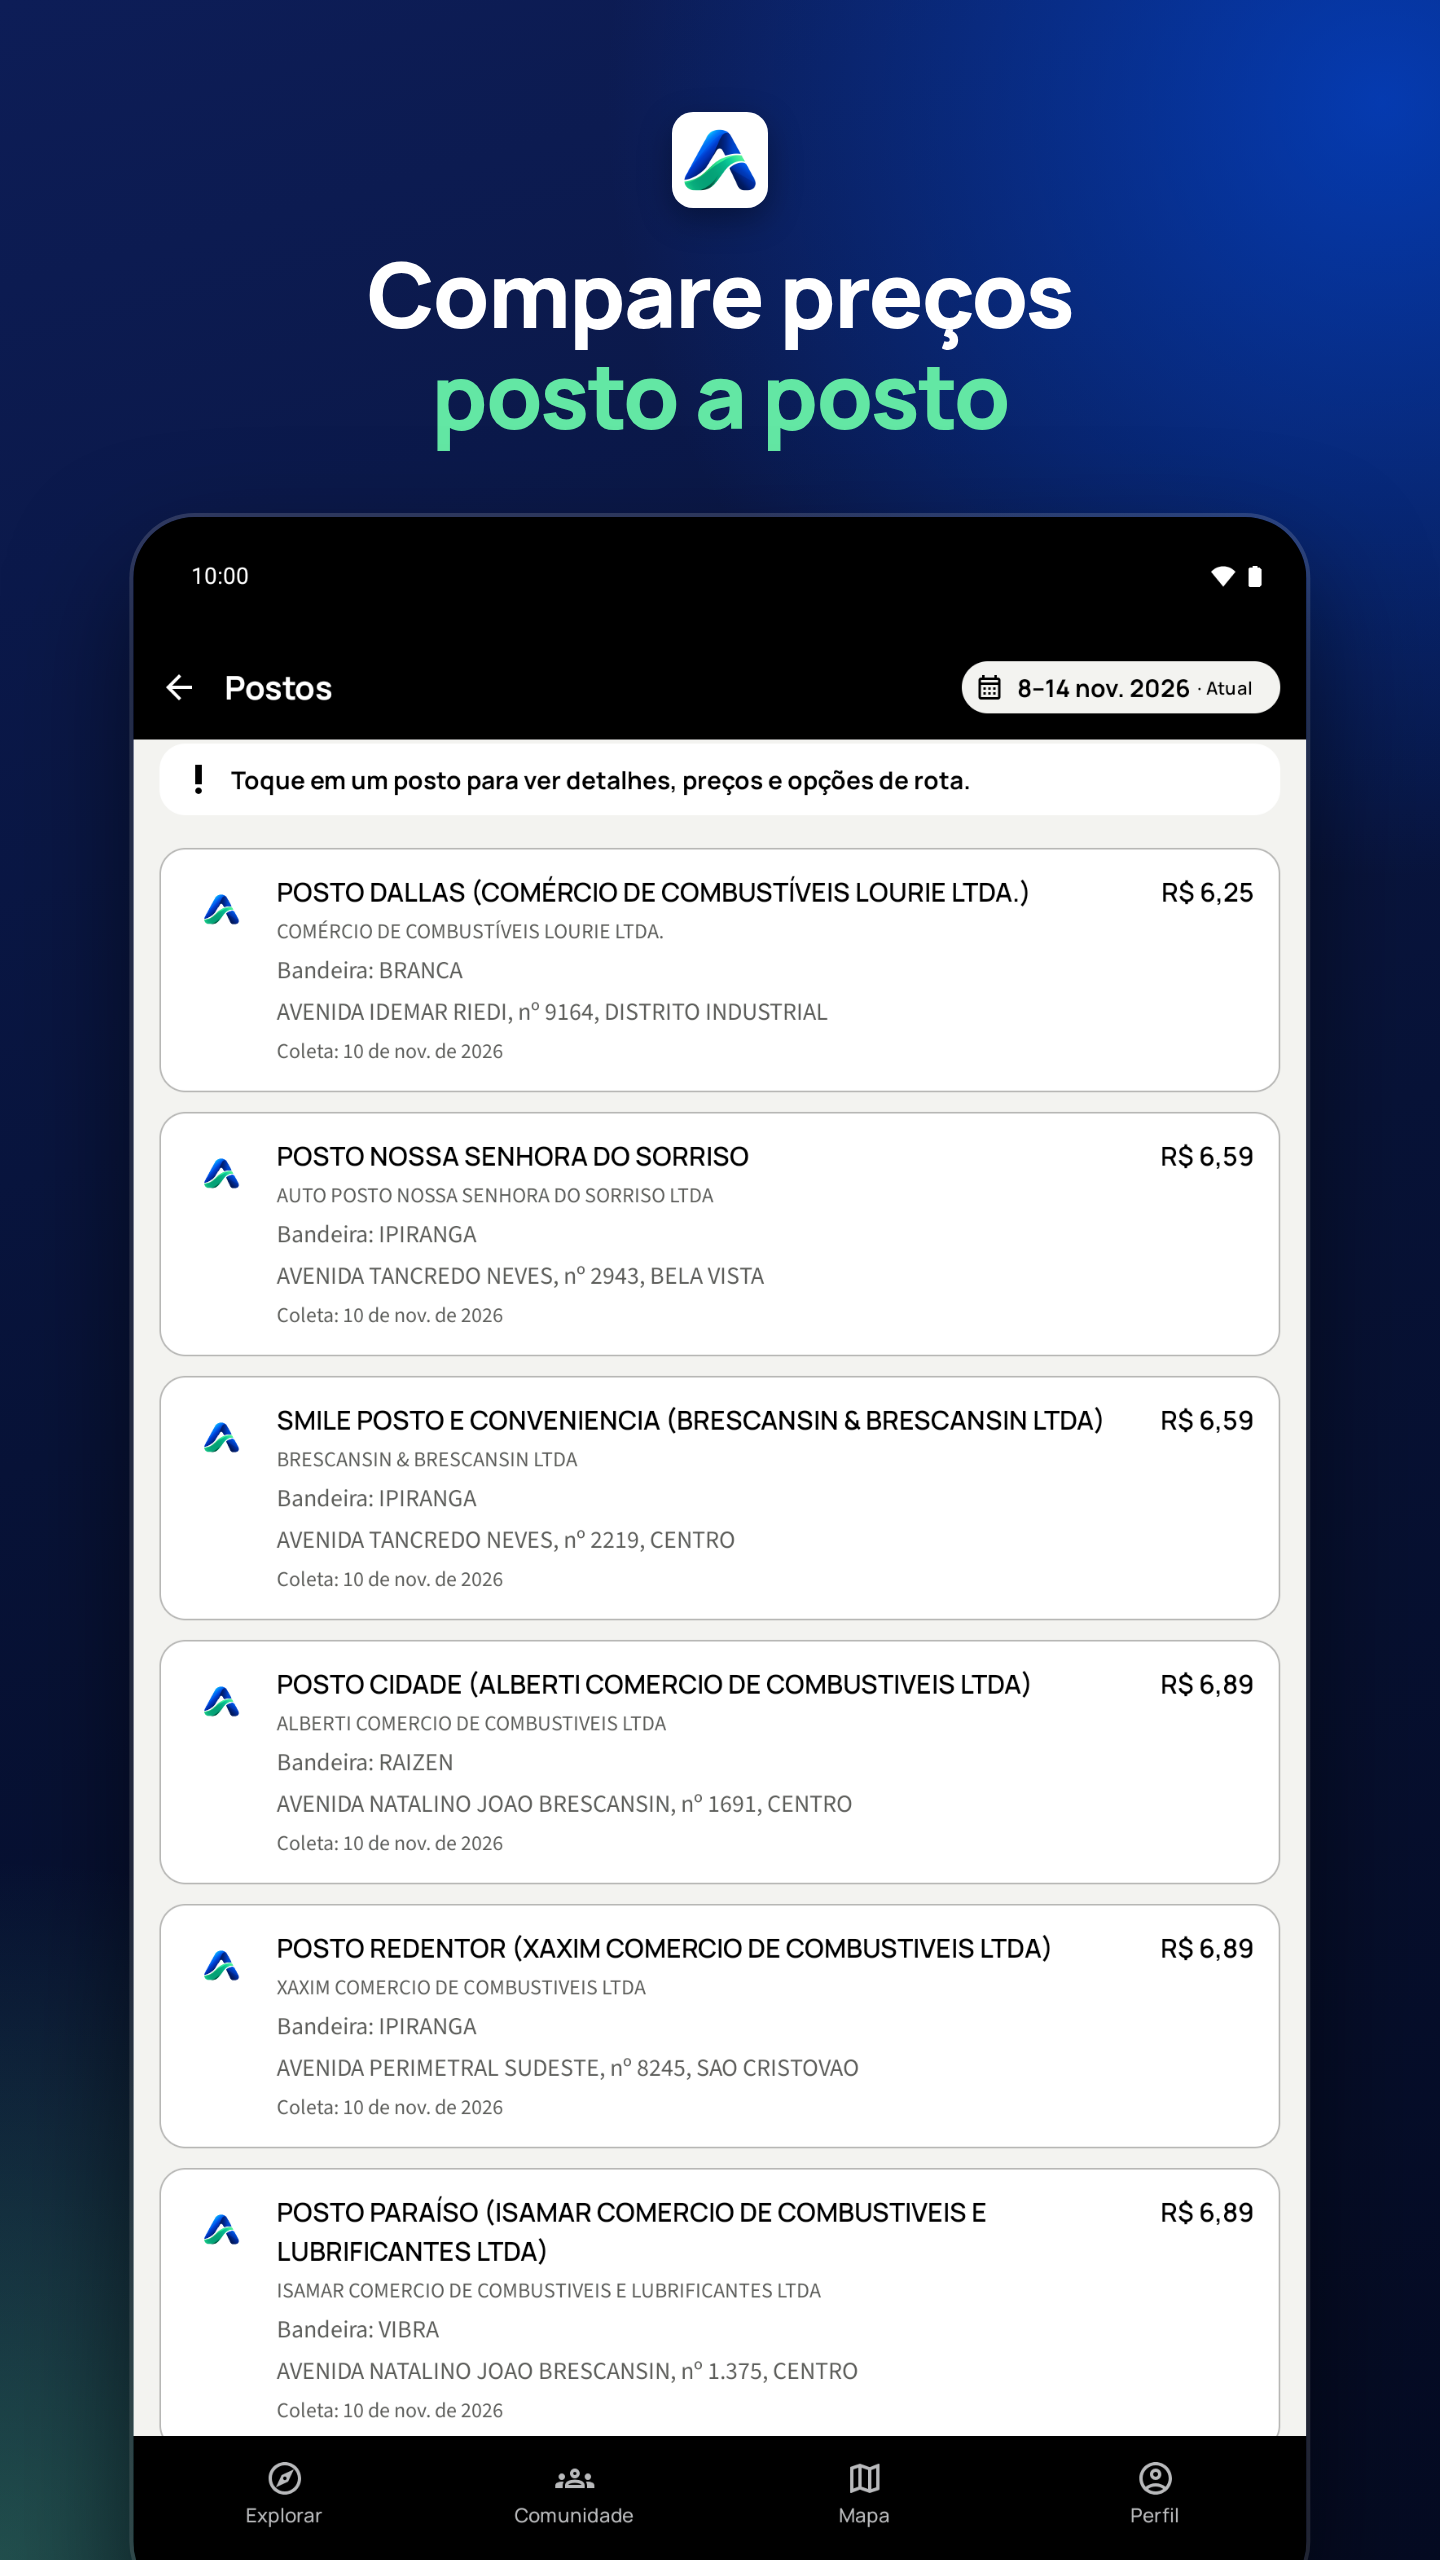 Compare preços
posto a posto
10:00
Postos
8–14 nov. 2026 · Atual
Toque em um posto para ver detalhes, preços e opções de rota.
POSTO DALLAS (COMÉRCIO DE COMBUSTÍVEIS LOURIE LTDA.)
R$ 6,25
COMÉRCIO DE COMBUSTÍVEIS LOURIE LTDA.
Bandeira: BRANCA
AVENIDA IDEMAR RIEDI, nº 9164, DISTRITO INDUSTRIAL
Coleta: 10 de nov. de 2026
POSTO NOSSA SENHORA DO SORRISO
R$ 6,59
AUTO POSTO NOSSA SENHORA DO SORRISO LTDA
Bandeira: IPIRANGA
AVENIDA TANCREDO NEVES, nº 2943, BELA VISTA
Coleta: 10 de nov. de 2026
SMILE POSTO E CONVENIENCIA (BRESCANSIN & BRESCANSIN LTDA)
R$ 6,59
BRESCANSIN & BRESCANSIN LTDA
Bandeira: IPIRANGA
AVENIDA TANCREDO NEVES, nº 2219, CENTRO
Coleta: 10 de nov. de 2026
POSTO CIDADE (ALBERTI COMERCIO DE COMBUSTIVEIS LTDA)
R$ 6,89
ALBERTI COMERCIO DE COMBUSTIVEIS LTDA
Bandeira: RAIZEN
AVENIDA NATALINO JOAO BRESCANSIN, nº 1691, CENTRO
Coleta: 10 de nov. de 2026
POSTO REDENTOR (XAXIM COMERCIO DE COMBUSTIVEIS LTDA)
R$ 6,89
XAXIM COMERCIO DE COMBUSTIVEIS LTDA
Bandeira: IPIRANGA
AVENIDA PERIMETRAL SUDESTE, nº 8245, SAO CRISTOVAO
Coleta: 10 de nov. de 2026
POSTO PARAÍSO (ISAMAR COMERCIO DE COMBUSTIVEIS E
LUBRIFICANTES LTDA)
R$ 6,89
ISAMAR COMERCIO DE COMBUSTIVEIS E LUBRIFICANTES LTDA
Bandeira: VIBRA
AVENIDA NATALINO JOAO BRESCANSIN, nº 1.375, CENTRO
Coleta: 10 de nov. de 2026
Explorar
Comunidade
Mapa
Perfil